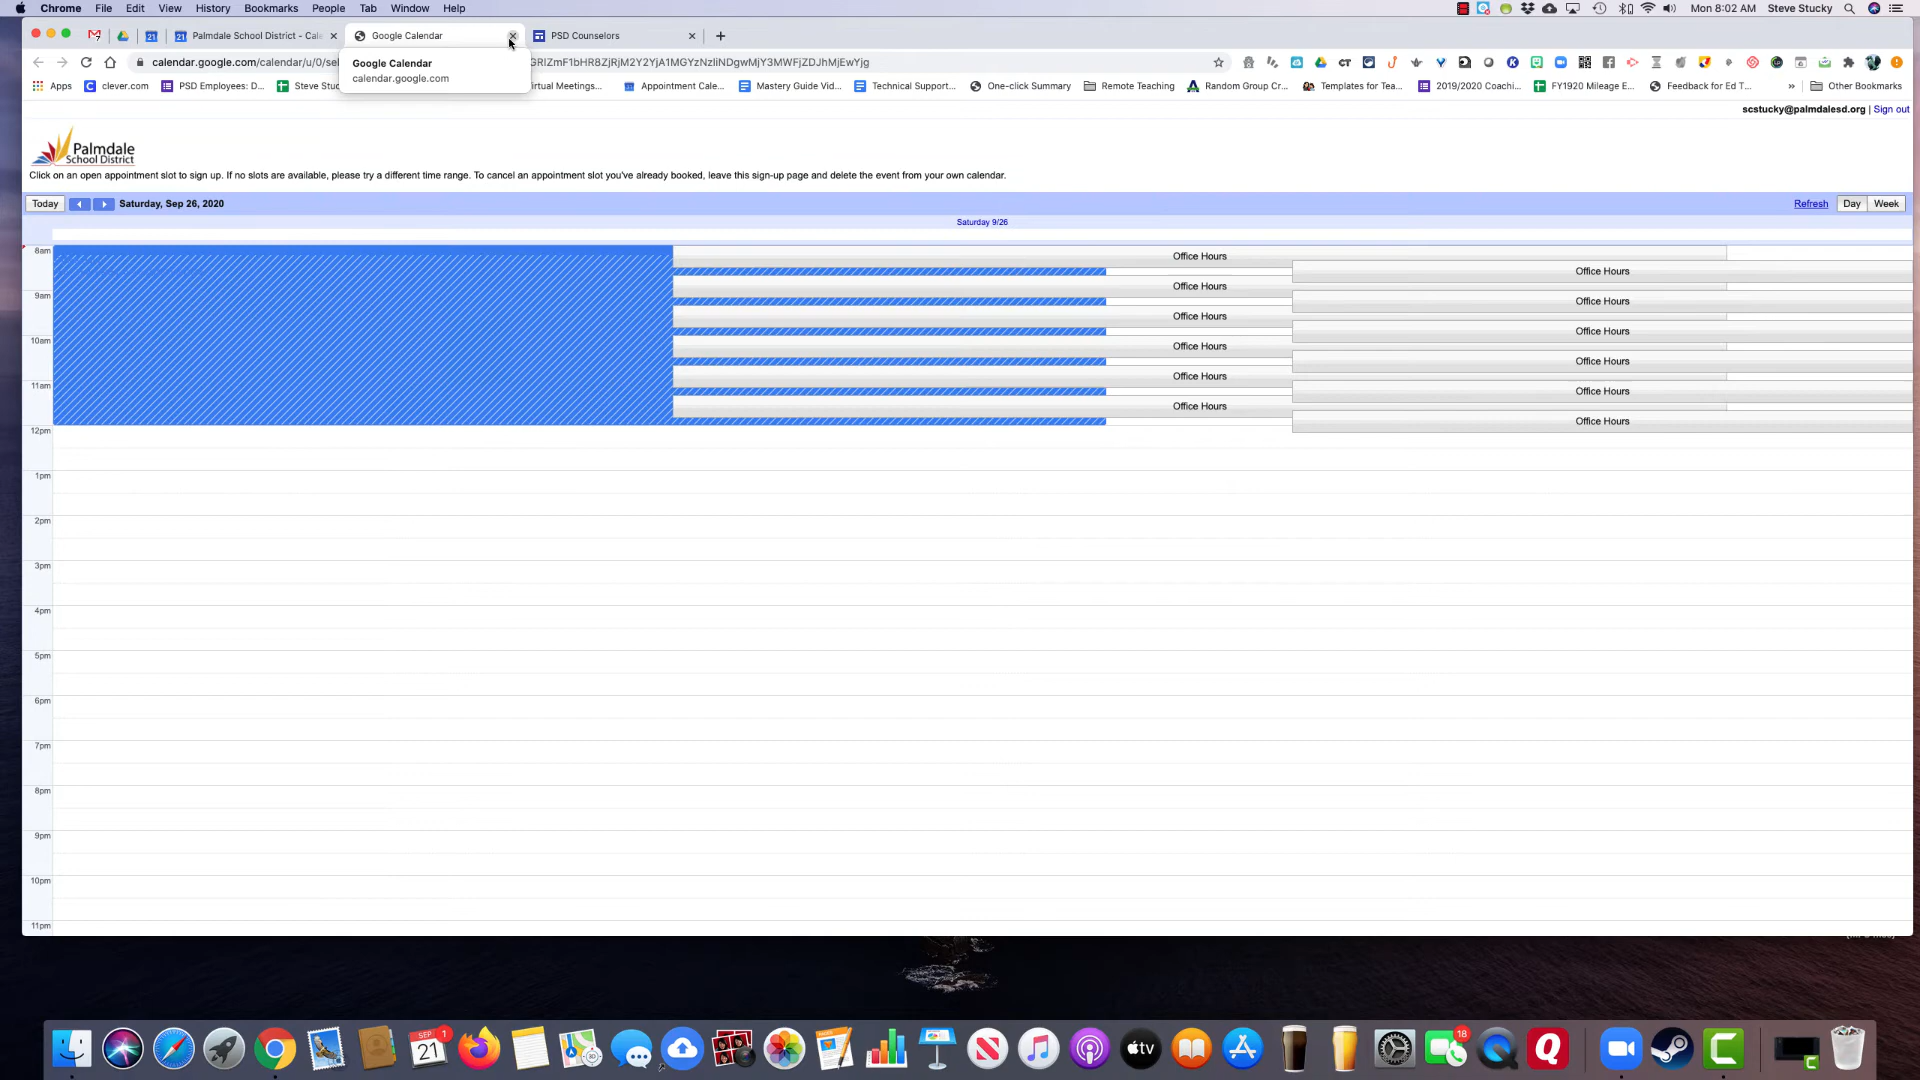 Chrome File Edit View History Bookmarks People Tab Window Help
Mon 8:02 AM Steve Stucky
Palmdale School District - Cale
Google Calendar
PSD Counselors
calendar.google.com/calendar/u/0/sel
GRlZmF1bHR8ZjRjM2Y2YjA1MGYzNzliNDgwMjY3MWFjZDJhMjEwYjg
Google Calendar
calendar.google.com
Apps clever.com PSD Employees: D... Steve Stuc irtual Meetings... Appointment Cale... Mastery Guide Vid... Technical Support... One-click Summary Remote Teaching Random Group Cr... Templates for Tea... 2019/2020 Coachi... FY1920 Mileage E... Feedback for Ed T... » Other Bookmarks
scstucky@palmdalesd.org | Sign out
Palmdale
School District
Click on an open appointment slot to sign up. If no slots are available, please try a different time range. To cancel an appointment slot you've already booked, leave this sign-up page and delete the event from your own calendar.
Today Saturday, Sep 26, 2020 Refresh Day Week
Saturday 9/26
8am
Office Hours
Office Hours
Office Hours
9am
Office Hours
Office Hours
Office Hours
10am
Office Hours
Office Hours
Office Hours
11am
Office Hours
Office Hours
Office Hours
12pm
1pm
2pm
3pm
4pm
5pm
6pm
7pm
8pm
9pm
10pm
11pm
SEP
21
1
tv
18